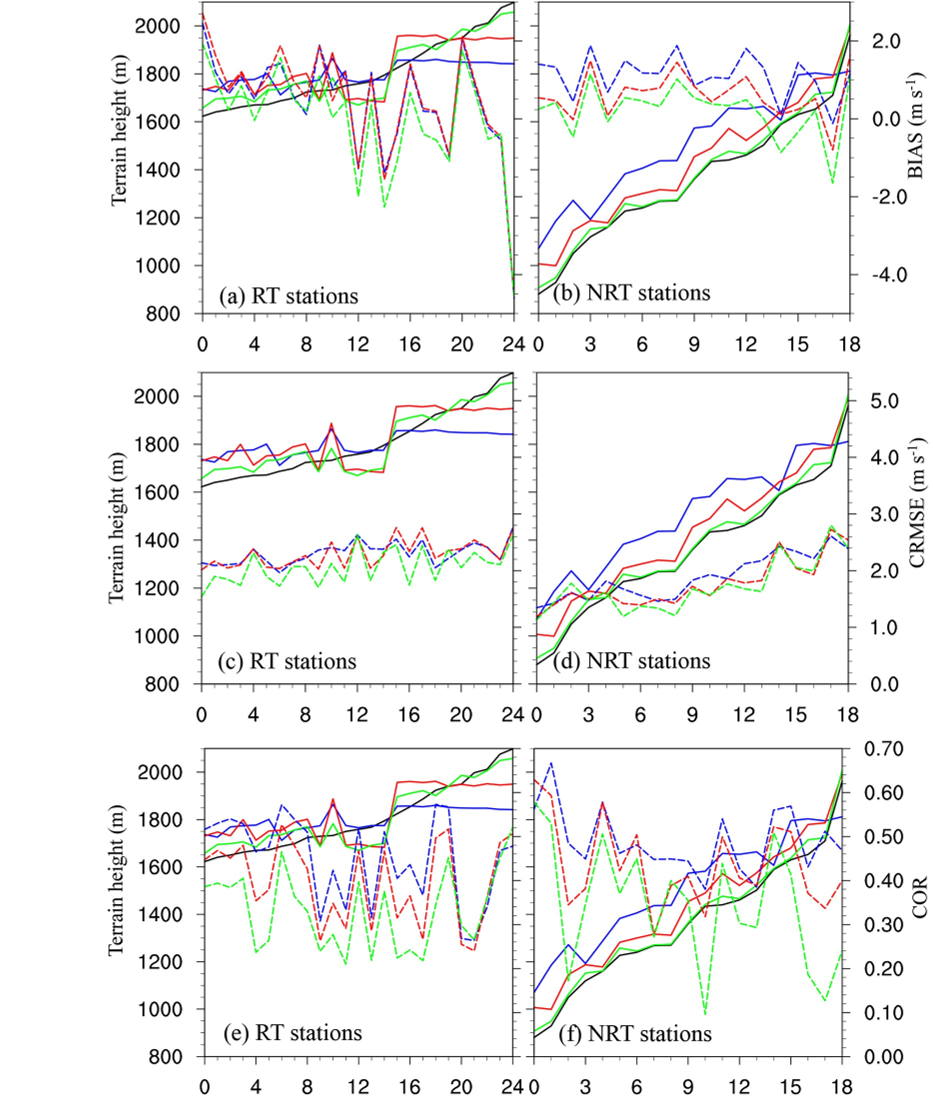 Terrain height (m)
2000
1800
1600
1400
1200
1000
800
(a) RT stations
0 4 8 12 16 20 24
(b) NRT stations
0 3 6 9 12 15 18
2.0
0.0
-2.0
-4.0
BIAS (m s⁻¹)
Terrain height (m)
2000
1800
1600
1400
1200
1000
800
(c) RT stations
0 4 8 12 16 20 24
(d) NRT stations
0 3 6 9 12 15 18
5.0
4.0
3.0
2.0
1.0
0.0
CRMSE (m s⁻¹)
Terrain height (m)
2000
1800
1600
1400
1200
1000
800
(e) RT stations
0 4 8 12 16 20 24
(f) NRT stations
0 3 6 9 12 15 18
0.70
0.60
0.50
0.40
0.30
0.20
0.10
0.00
COR